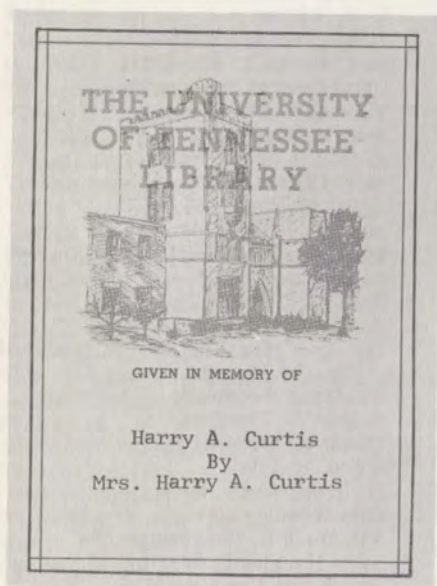 THE UNIVERSITY
OF TENNESSEE
LIBRARY
GIVEN IN MEMORY OF
Harry A. Curtis
By
Mrs. Harry A. Curtis